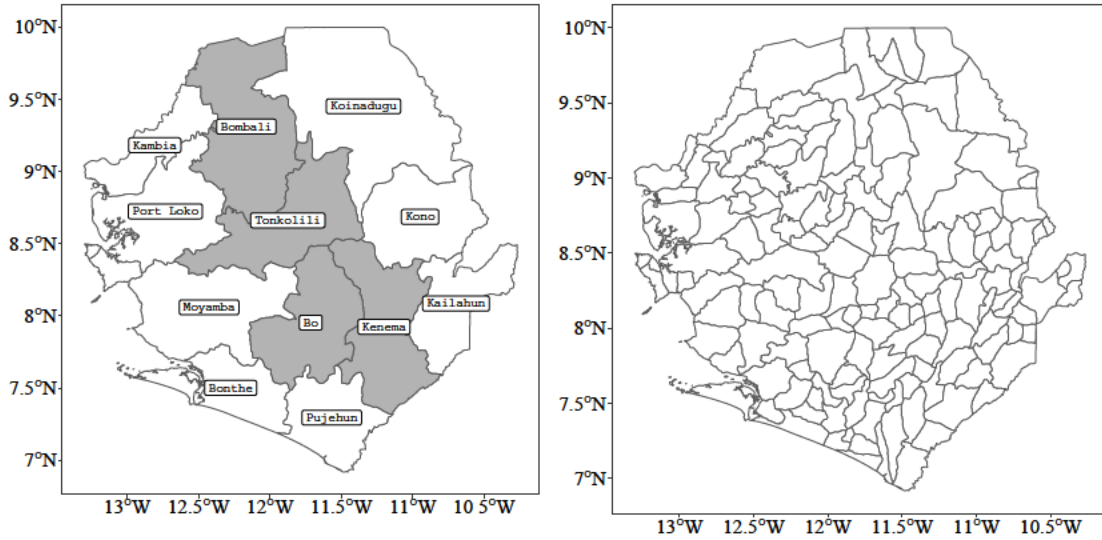 10°N
9.5°N
9°N
8.5°N
8°N
7.5°N
7°N
Koinadugu
Bombali
Kambia
Port Loko
Tonkolili
Kono
Moyamba
Kailahun
Bo
Kenema
Bonthe
Pujehun
13°W
12.5°W
12°W
11.5°W
11°W
10 5°W
10°N
9.5°N
9°N
8.5°N
8°N
7.5°N
7°N
13°W
12.5°W
12°W
11.5°W
11°W
10.5°W